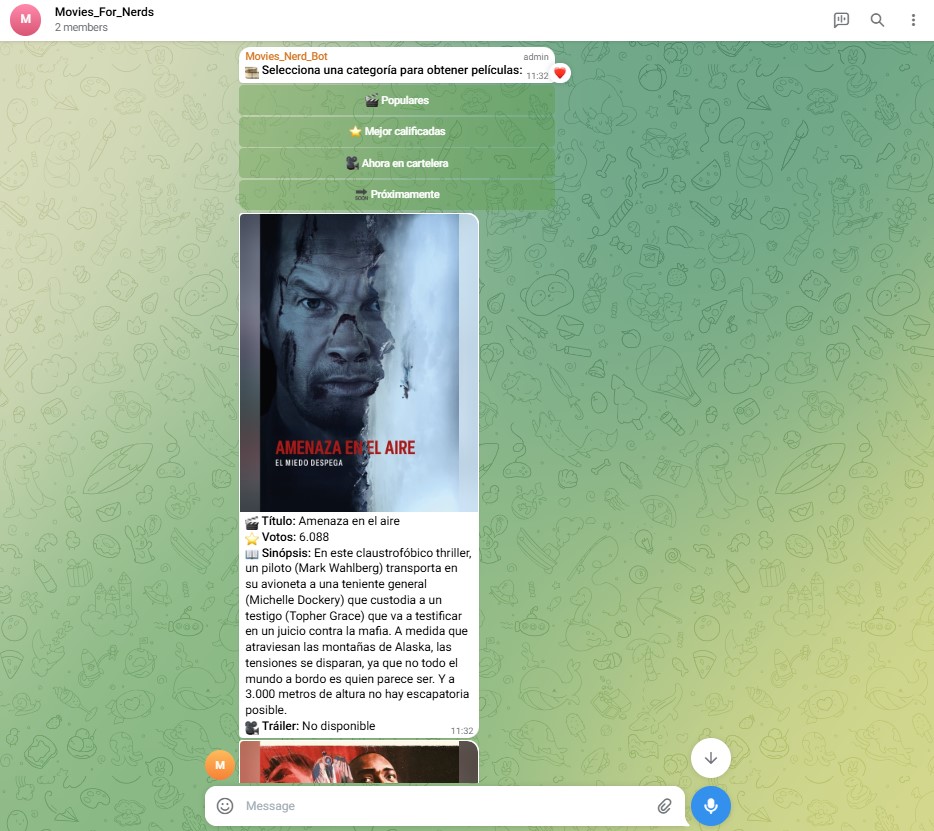 M
Movies_For_Nerds
2 members
Movies_Nerd_Bot
admin
Selecciona una categoría para obtener películas:
11:32
Populares
Mejor calificadas
Ahora en cartelera
SOON Próximamente
AMENAZA EN EL AIRE
EL MIEDO DESPEGA
Título: Amenaza en el aire
Votos: 6.088
Sinópsis: En este claustrofóbico thriller,
un piloto (Mark Wahlberg) transporta en
su avioneta a una teniente general
(Michelle Dockery) que custodia a un
testigo (Topher Grace) que va a testificar
en un juicio contra la mafia. A medida que
atraviesan las montañas de Alaska, las
tensiones se disparan, ya que no todo el
mundo a bordo es quien parece ser. Y a
3.000 metros de altura no hay escapatoria
posible.
Tráiler: No disponible
11:32
M
Message